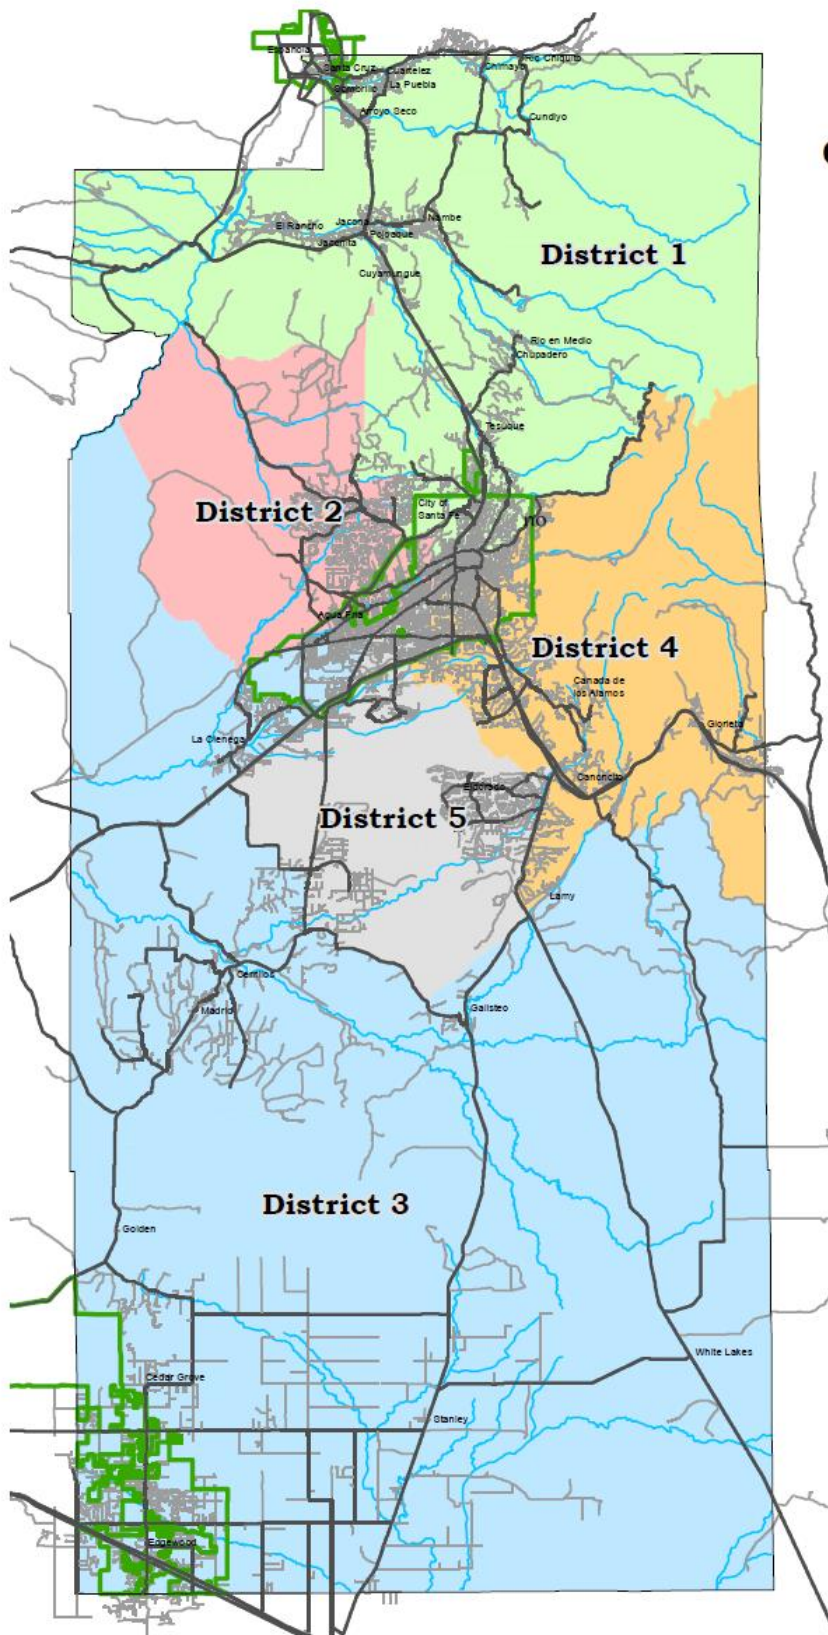 Espanola
Santa Cruz
Sombrillo
Cuartelez
La Puebla
Chimayo
Rio Chiquito
Arroyo Seco
Cundiyo
El Rancho
Jacona
Nambe
Jaconita
Pojoaque
District 1
Cuyamungue
Rio en Medio
Chupadero
Tesuque
District 2
City of
Santa Fe
Agua Fria
District 4
Canada de
los Alamos
Glorieta
La Cienega
Canoncito
Eldorado
District 5
Lamy
Cerrillos
Madrid
Galisteo
District 3
Golden
White Lakes
Cedar Grove
Stanley
Edgewood